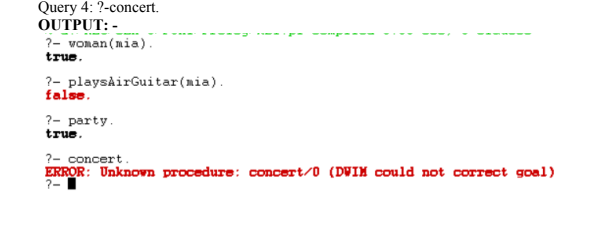 Query 4: ?-concert.
OUTPUT: -
?- woman(mia).
true.
?- playsAirGuitar(mia).
false.
?- party.
true.
?- concert.
ERROR: Unknown procedure: concert/0 (DWIM could not correct goal)
?-